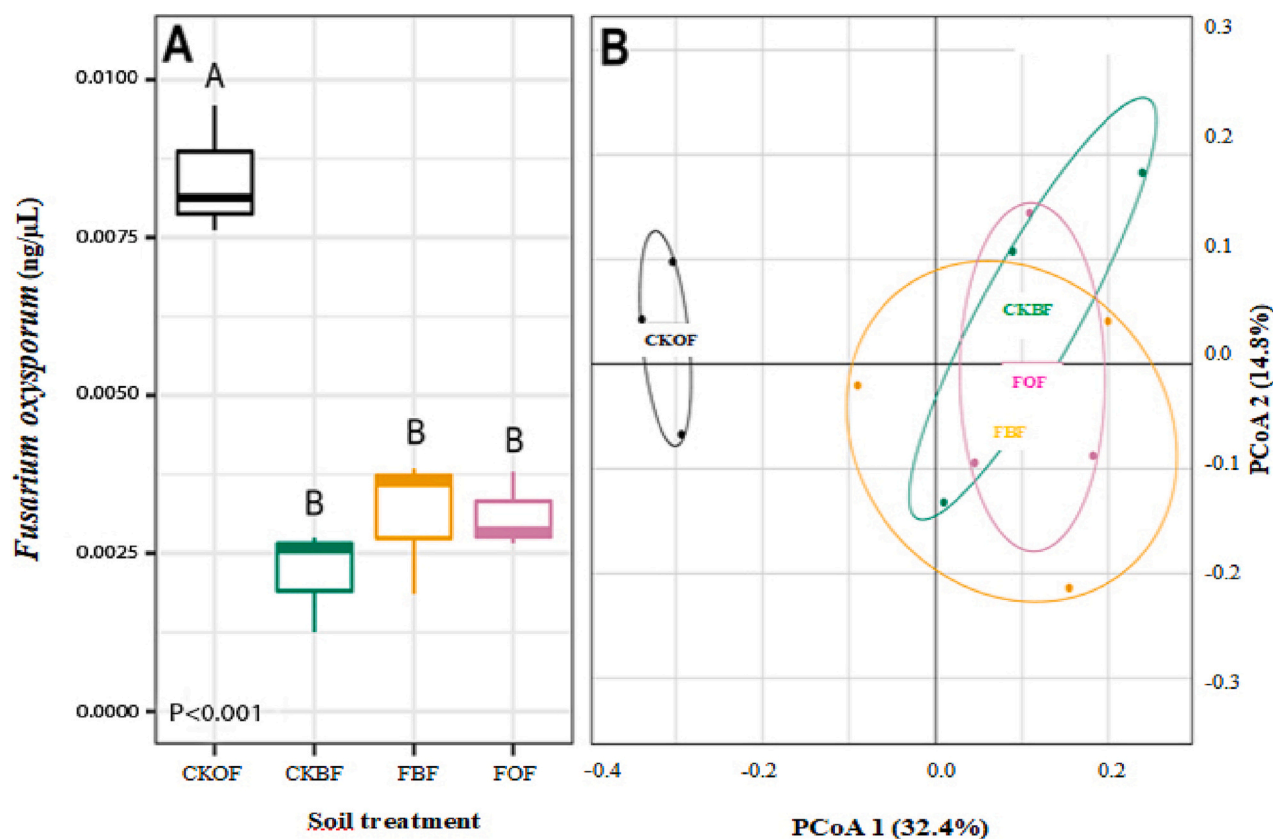 A
A
B
B
B
0.0100
0.0075
0.0050
0.0025
0.0000
Fusarium oxysporum (ng/µL)
P<0.001
CKOF CKBF FBF FOF
Soil treatment
B
CKOF
CKBF
FOF
FBF
0.3
0.2
0.1
0.0
-0.1
-0.2
-0.3
PCoA 2 (14.8%)
-0.4 -0.2 0.0 0.2
PCoA 1 (32.4%)